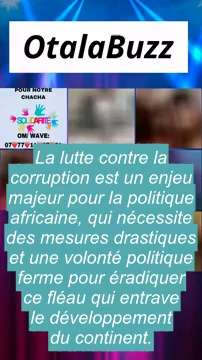 OtalaBuzz
POUR NOTRE
CHACHA
SOLIDARITÉ
OM/ WAVE:
La lutte contre la
corruption est un enjeu
majeur pour la politique
africaine, qui nécessite
des mesures drastiques
et une volonté politique
ferme pour éradiquer
ce fléau qui entrave
le développement
du continent.